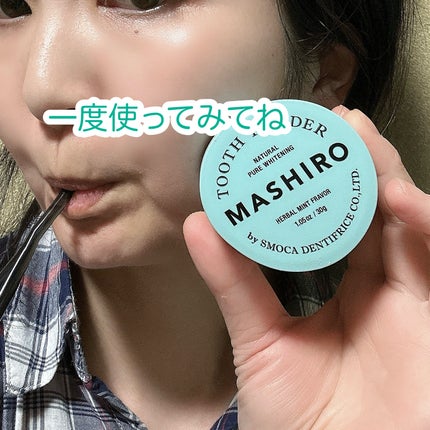 一度使ってみてね
TOOTH POWDER
NATURAL
PURE WHITENING
MASHIRO
HERBAL MINT FRAVOR
1.05oz / 30g
by SMOCA DENTIFRICE CO.,LTD.